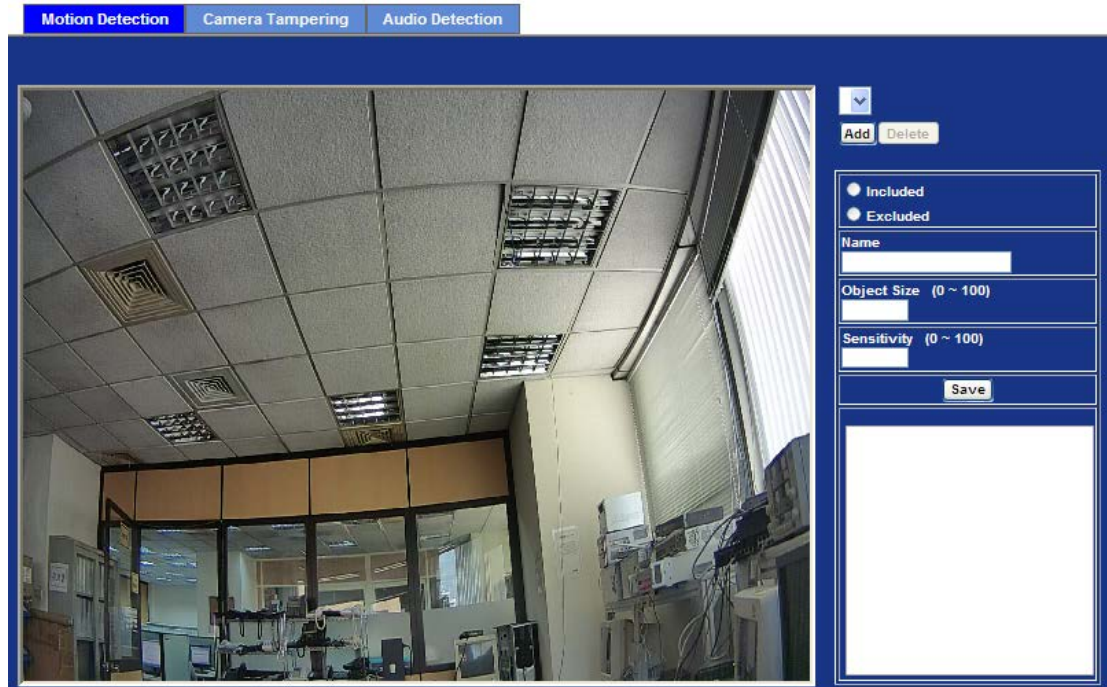 Motion Detection Camera Tampering Audio Detection
Add Delete
Included
Excluded
Name
Object Size (0 ~ 100)
Sensitivity (0 ~ 100)
Save